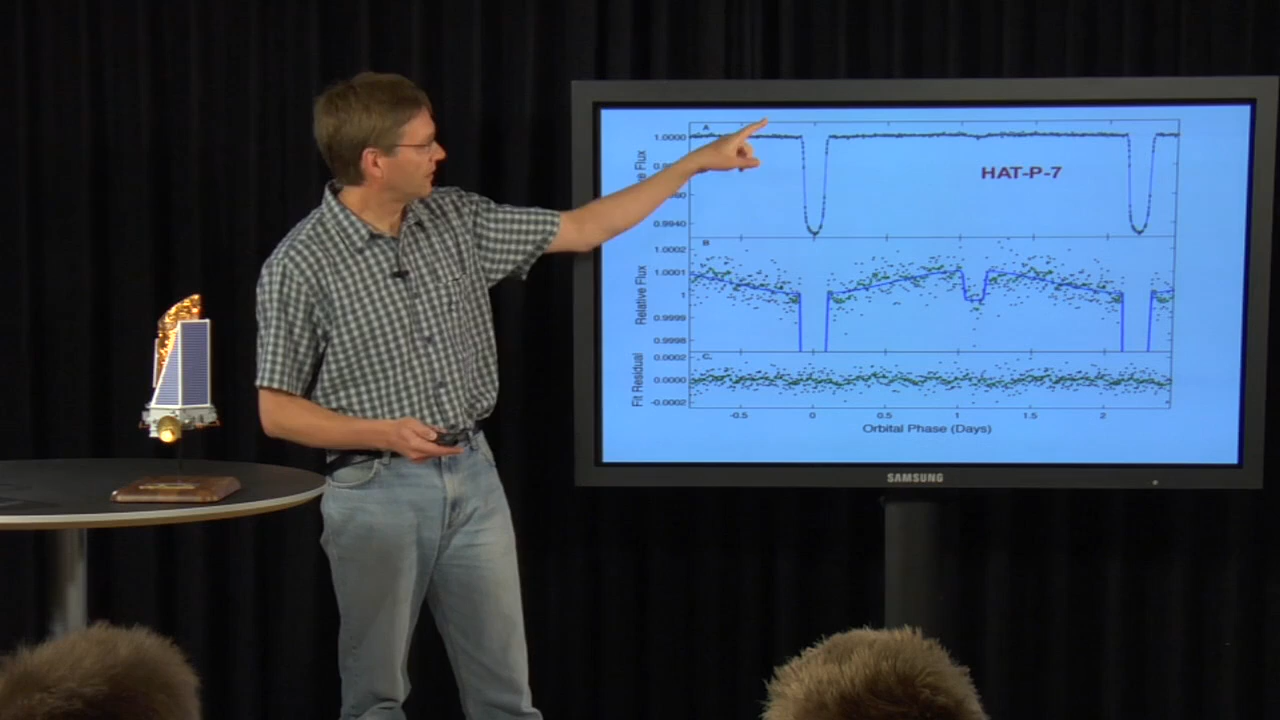 A
1.0000
HAT-P-7
0.9940
Relative Flux
B
1.0002
1.0001
1
0.9999
0.9998
Fit Residual
C.
0.0002
0.0000
-0.0002
-0.5
0
0.5
1
1.5
2
Orbital Phase (Days)
SAMSUNG